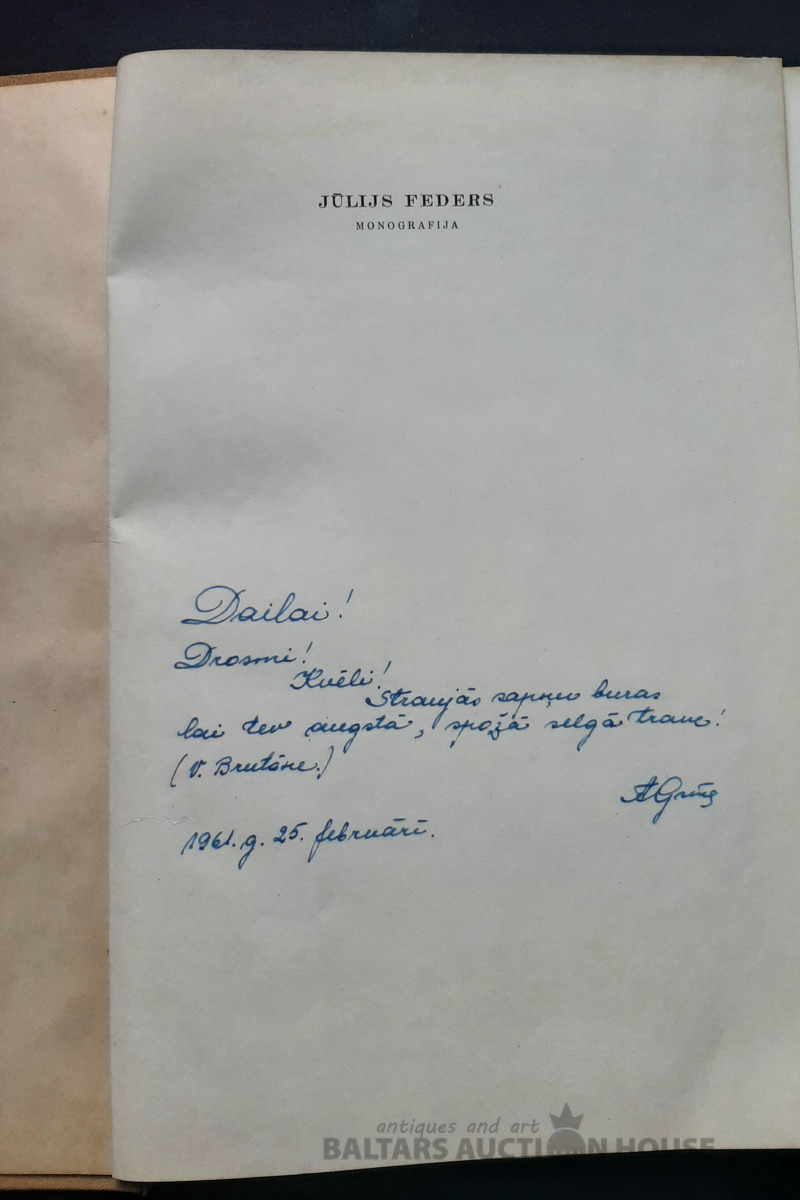 JŪLIJS FEDERS
MONOGRAFIJA
Dailai!
Drosmi!
Kvēli!
Straujās sapņu buras
lai tev augstā, spožā selgā trauc!
(V. Brutāne.)
1961. g. 25. februārī.
antiques and art
BALTARS AUCTION HOUSE